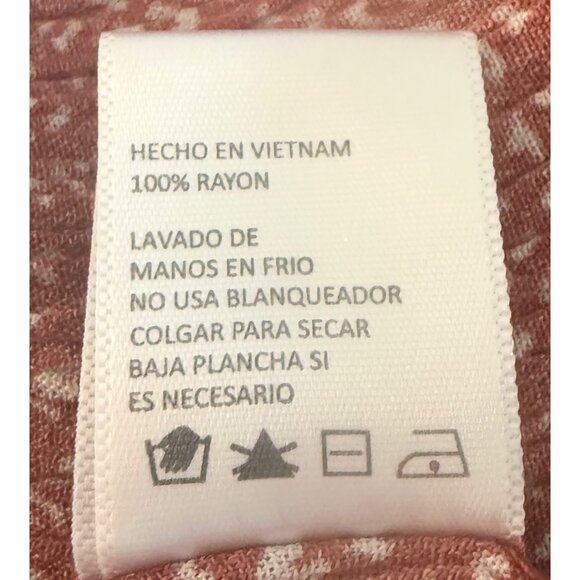 HECHO EN VIETNAM
100% RAYON
LAVADO DE
MANOS EN FRIO
NO USA BLANQUEADOR
COLGAR PARA SECAR
BAJA PLANCHA SI
ES NECESARIO